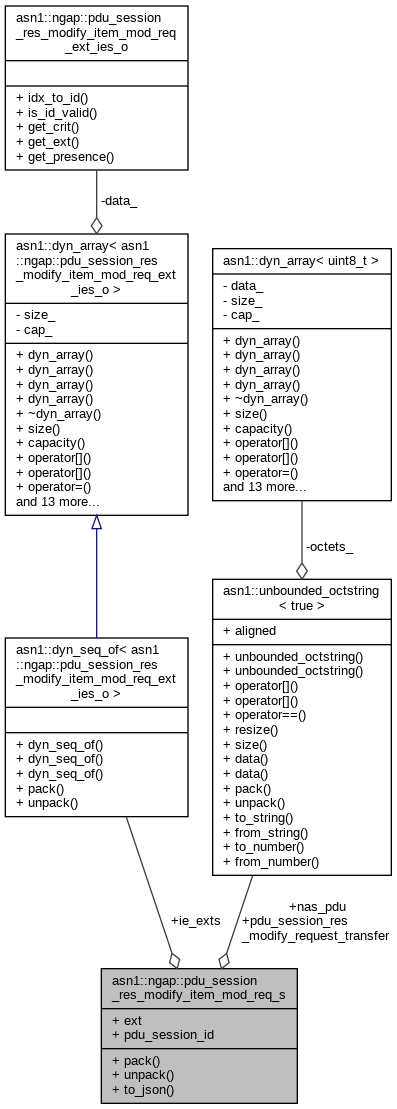 asn1::ngap::pdu_session
_res_modify_item_mod_req
_ext_ies_o
+ idx_to_id()
+ is_id_valid()
+ get_crit()
+ get_ext()
+ get_presence()
-data_
asn1::dyn_array< asn1
::ngap::pdu_session_res
_modify_item_mod_req_ext
_ies_o >
- size_
- cap_
+ dyn_array()
+ dyn_array()
+ dyn_array()
+ dyn_array()
+ ~dyn_array()
+ size()
+ capacity()
+ operator[]()
+ operator[]()
+ operator=()
and 13 more...
asn1::dyn_array< uint8_t >
- data_
- size_
- cap_
+ dyn_array()
+ dyn_array()
+ dyn_array()
+ dyn_array()
+ ~dyn_array()
+ size()
+ capacity()
+ operator[]()
+ operator[]()
+ operator=()
and 13 more...
-octets_
asn1::dyn_seq_of< asn1
::ngap::pdu_session_res
_modify_item_mod_req_ext
_ies_o >
+ dyn_seq_of()
+ dyn_seq_of()
+ dyn_seq_of()
+ pack()
+ unpack()
asn1::unbounded_octstring
< true >
+ aligned
+ unbounded_octstring()
+ unbounded_octstring()
+ operator[]()
+ operator[]()
+ operator==()
+ resize()
+ size()
+ data()
+ data()
+ pack()
+ unpack()
+ to_string()
+ from_string()
+ to_number()
+ from_number()
+ie_exts
+nas_pdu
+pdu_session_res
_modify_request_transfer
asn1::ngap::pdu_session
_res_modify_item_mod_req_s
+ ext
+ pdu_session_id
+ pack()
+ unpack()
+ to_json()